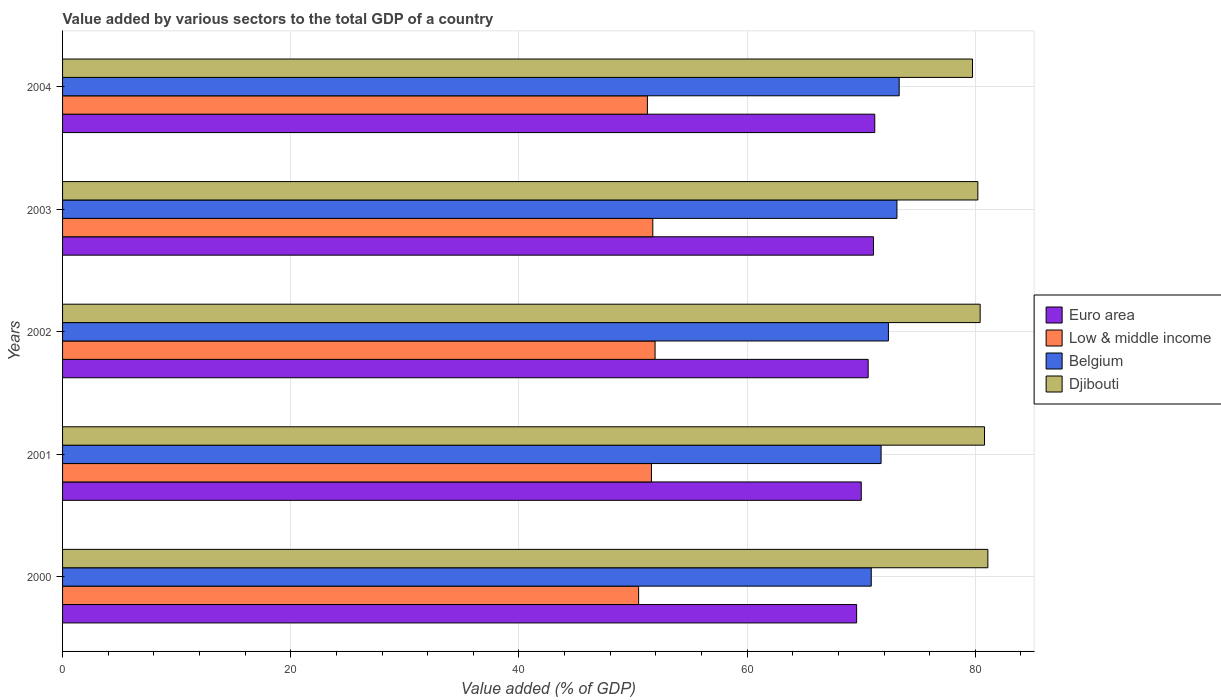 Value added by various sectors to the total GDP of a country
2004
2003
2002
2001
2000
Years
0
20
40
60
80
Value added (% of GDP)
Euro area
Low & middle income
Belgium
Djibouti